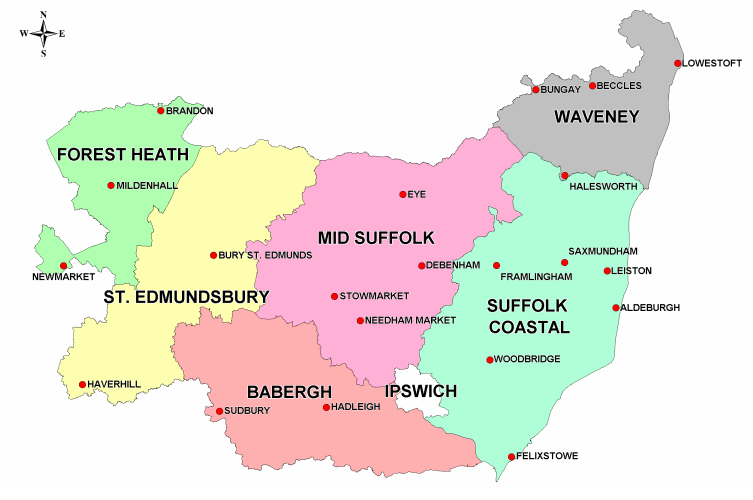 N
W E
S
LOWESTOFT
BUNGAY
BECCLES
WAVENEY
BRANDON
FOREST HEATH
MILDENHALL
HALESWORTH
EYE
MID SUFFOLK
NEWMARKET
BURY ST. EDMUNDS
DEBENHAM
FRAMLINGHAM
SAXMUNDHAM
LEISTON
ST. EDMUNDSBURY
STOWMARKET
SUFFOLK
COASTAL
ALDEBURGH
NEEDHAM MARKET
WOODBRIDGE
HAVERHILL
BABERGH
IPSWICH
SUDBURY
HADLEIGH
FELIXSTOWE